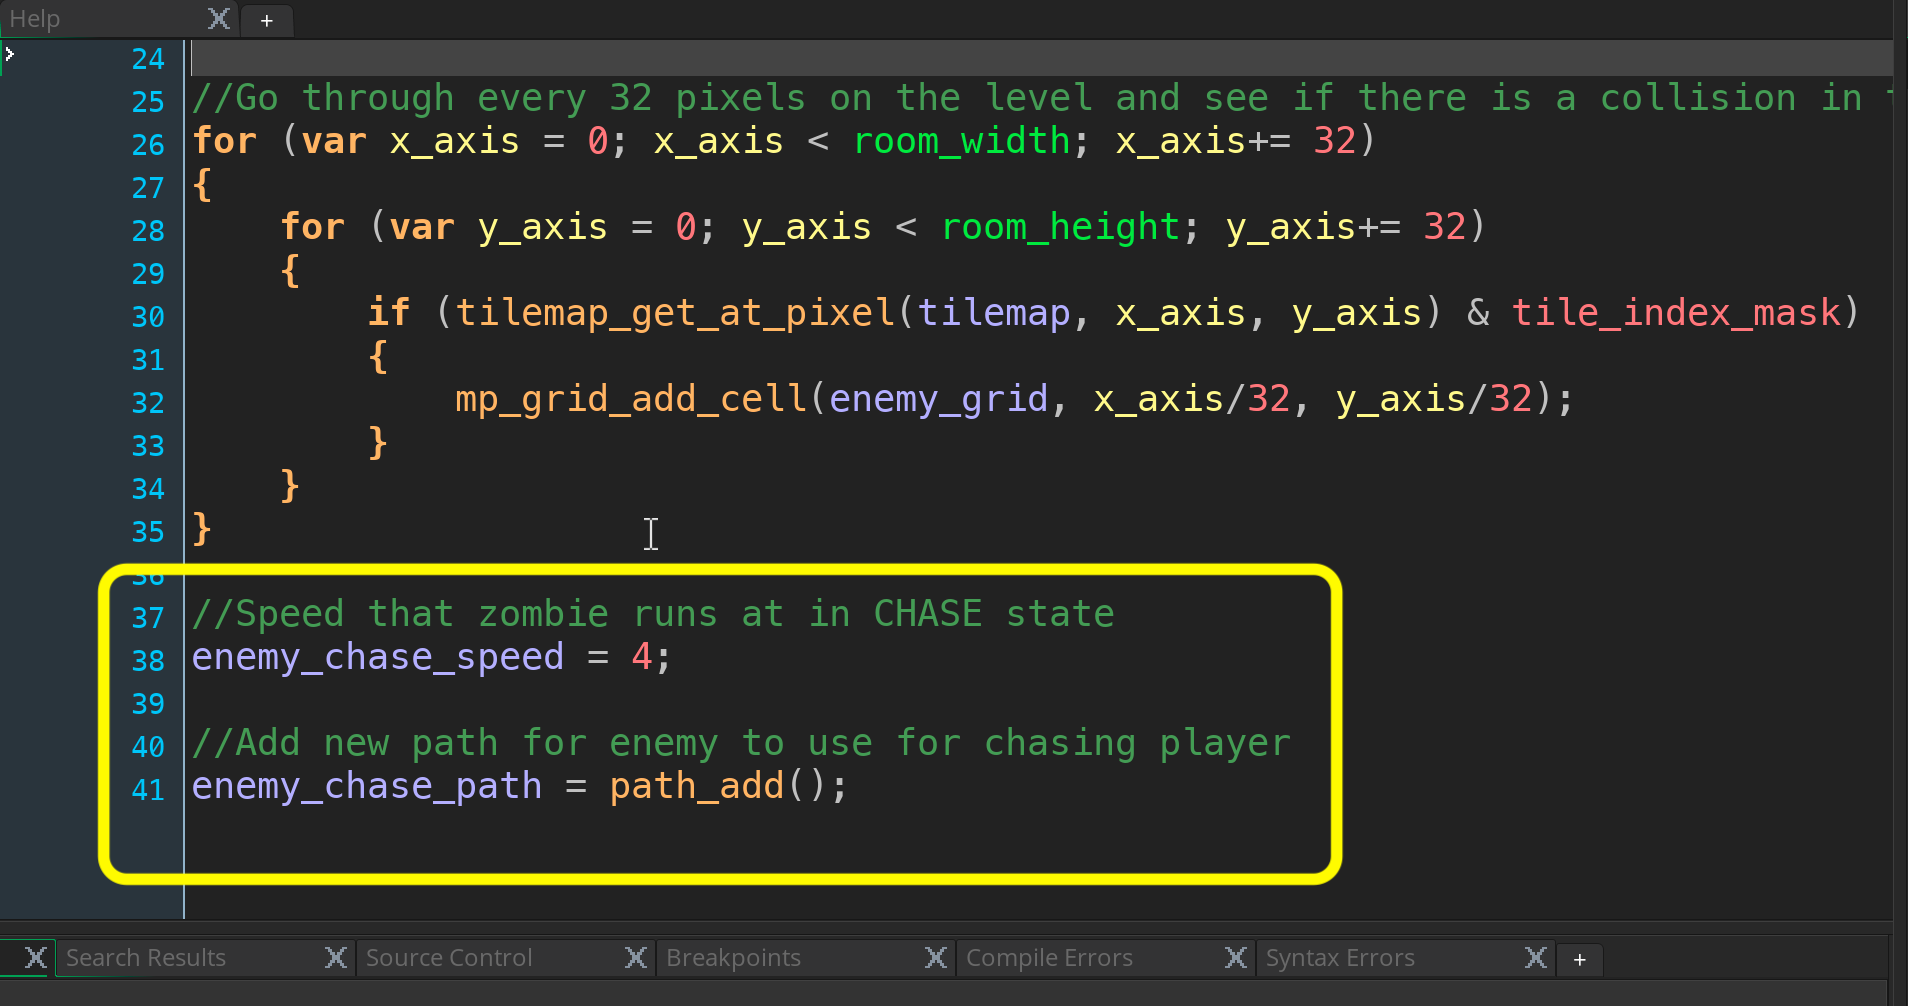 Help +
24
25 //Go through every 32 pixels on the level and see if there is a collision in
26 for (var x_axis = 0; x_axis < room_width; x_axis+= 32)
27 {
28     for (var y_axis = 0; y_axis < room_height; y_axis+= 32)
29     {
30         if (tilemap_get_at_pixel(tilemap, x_axis, y_axis) & tile_index_mask)
31         {
32             mp_grid_add_cell(enemy_grid, x_axis/32, y_axis/32);
33         }
34     }
35 }
36
37 //Speed that zombie runs at in CHASE state
38 enemy_chase_speed = 4;
39
40 //Add new path for enemy to use for chasing player
41 enemy_chase_path = path_add();
Search Results Source Control Breakpoints Compile Errors Syntax Errors +